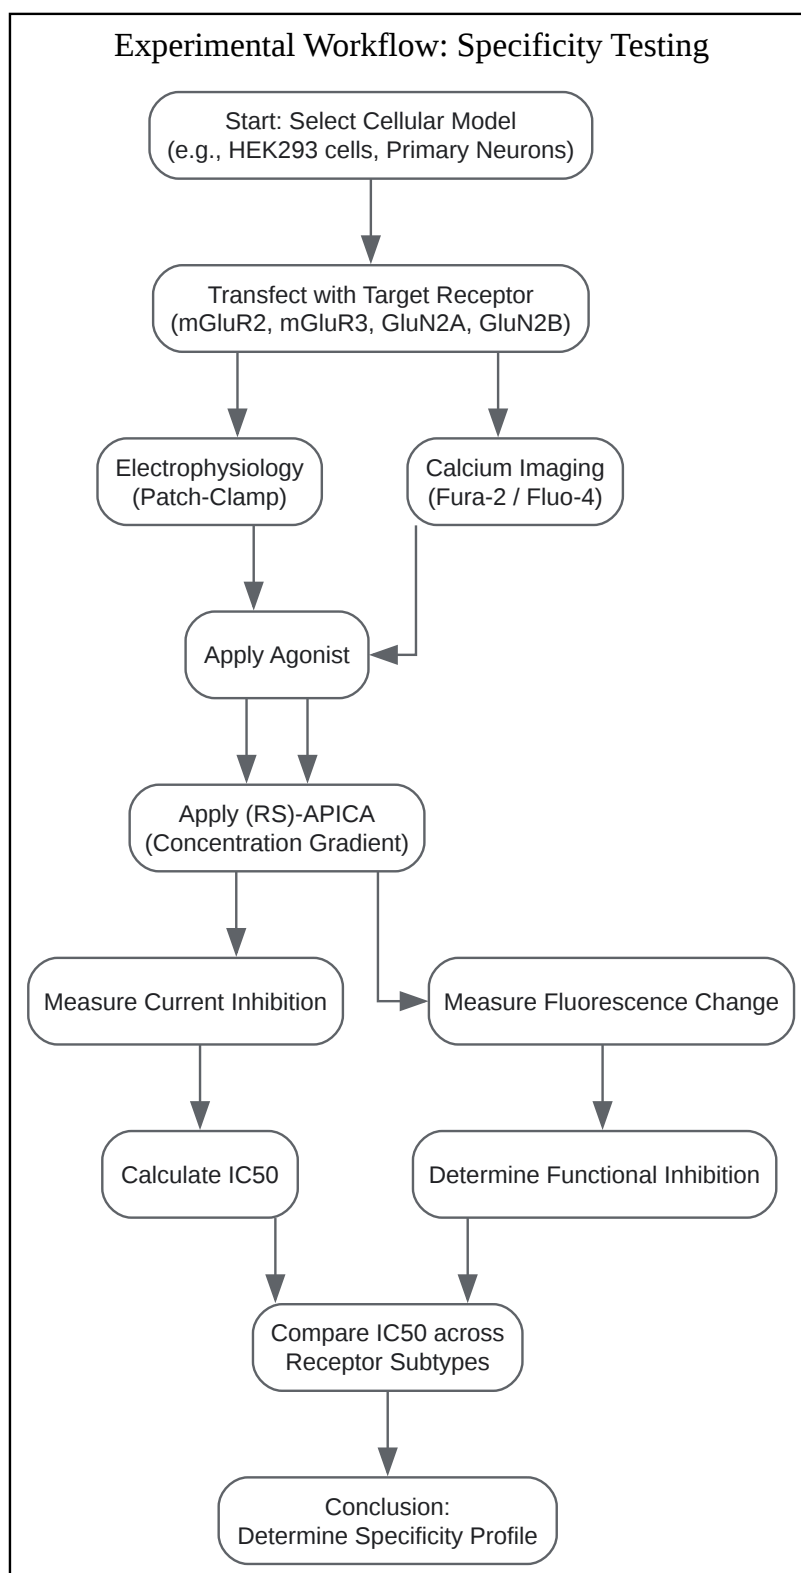 Experimental Workflow: Specificity Testing
Start: Select Cellular Model
(e.g., HEK293 cells, Primary Neurons)
Transfect with Target Receptor
(mGluR2, mGluR3, GluN2A, GluN2B)
Electrophysiology
(Patch-Clamp)
Calcium Imaging
(Fura-2 / Fluo-4)
Apply Agonist
Apply (RS)-APICA
(Concentration Gradient)
Measure Current Inhibition
Measure Fluorescence Change
Calculate IC50
Determine Functional Inhibition
Compare IC50 across
Receptor Subtypes
Conclusion:
Determine Specificity Profile